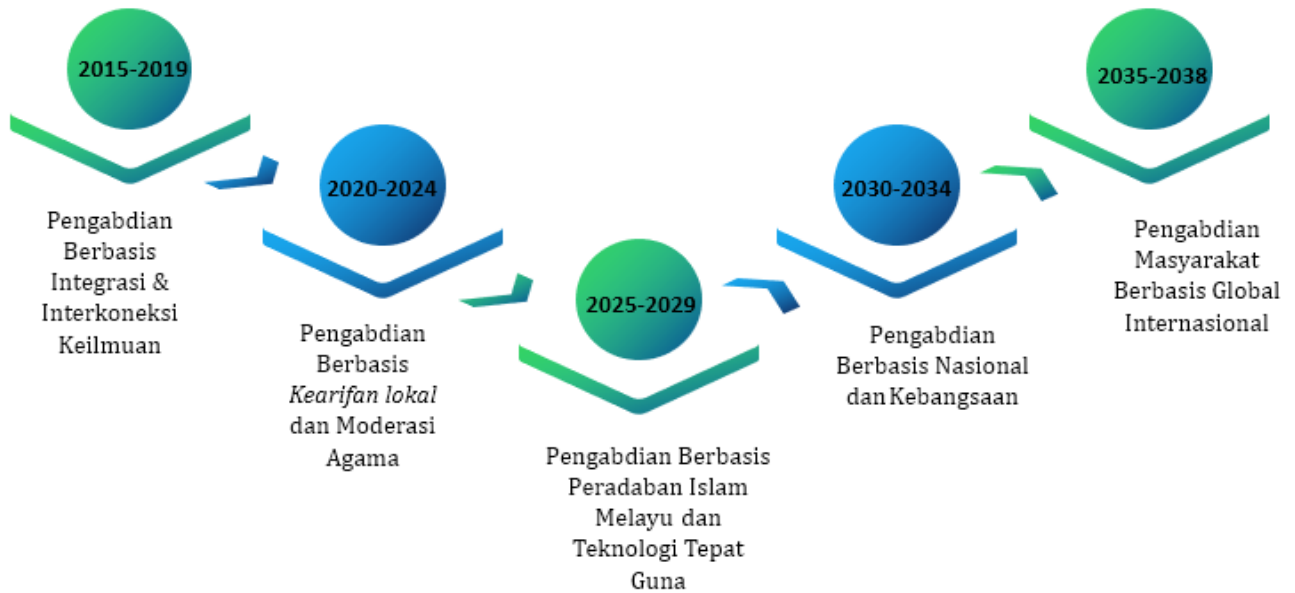 2015-2019
Pengabdian
Berbasis
Integrasi &
Interkoneksi
Keilmuan
2020-2024
Pengabdian
Berbasis
Kearifan lokal
dan Moderasi
Agama
2025-2029
Pengabdian Berbasis
Peradaban Islam
Melayu dan
Teknologi Tepat
Guna
2030-2034
Pengabdian
Berbasis Nasional
dan Kebangsaan
2035-2038
Pengabdian
Masyarakat
Berbasis Global
Internasional